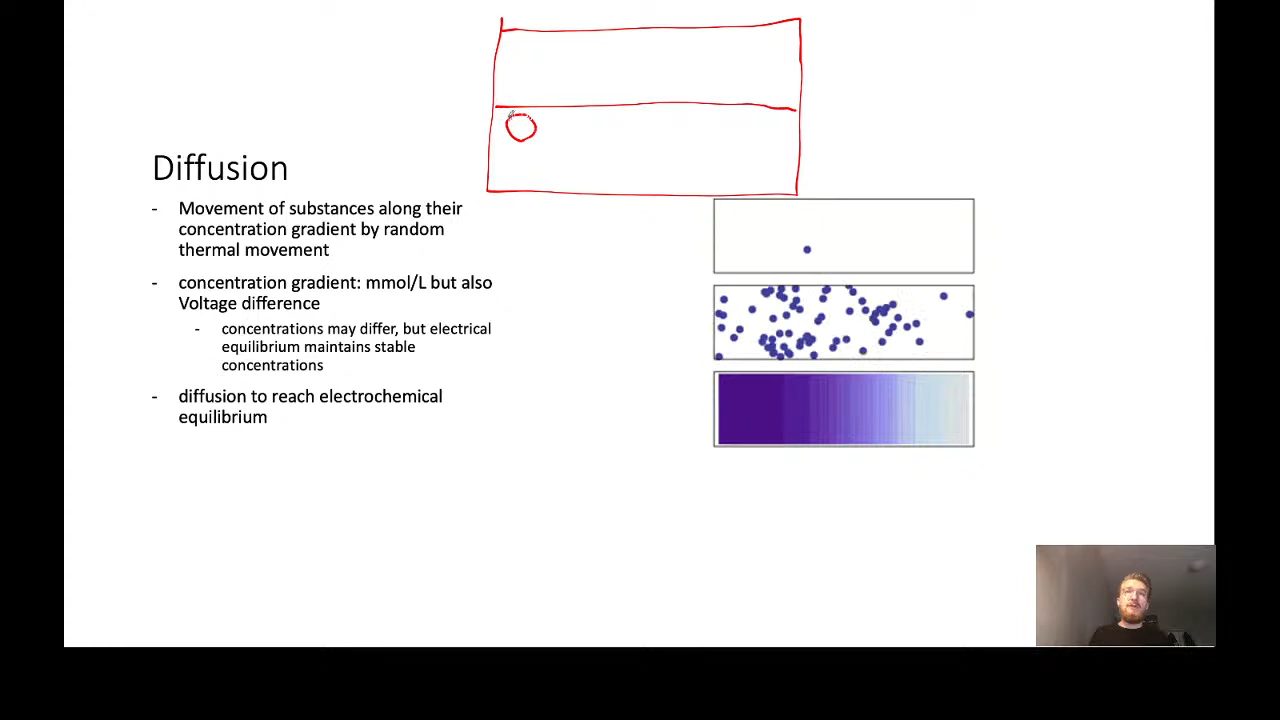 Diffusion
- Movement of substances along their
concentration gradient by random
thermal movement
- concentration gradient: mmol/L but also
Voltage difference
- concentrations may differ, but electrical
equilibrium maintains stable
concentrations
- diffusion to reach electrochemical
equilibrium